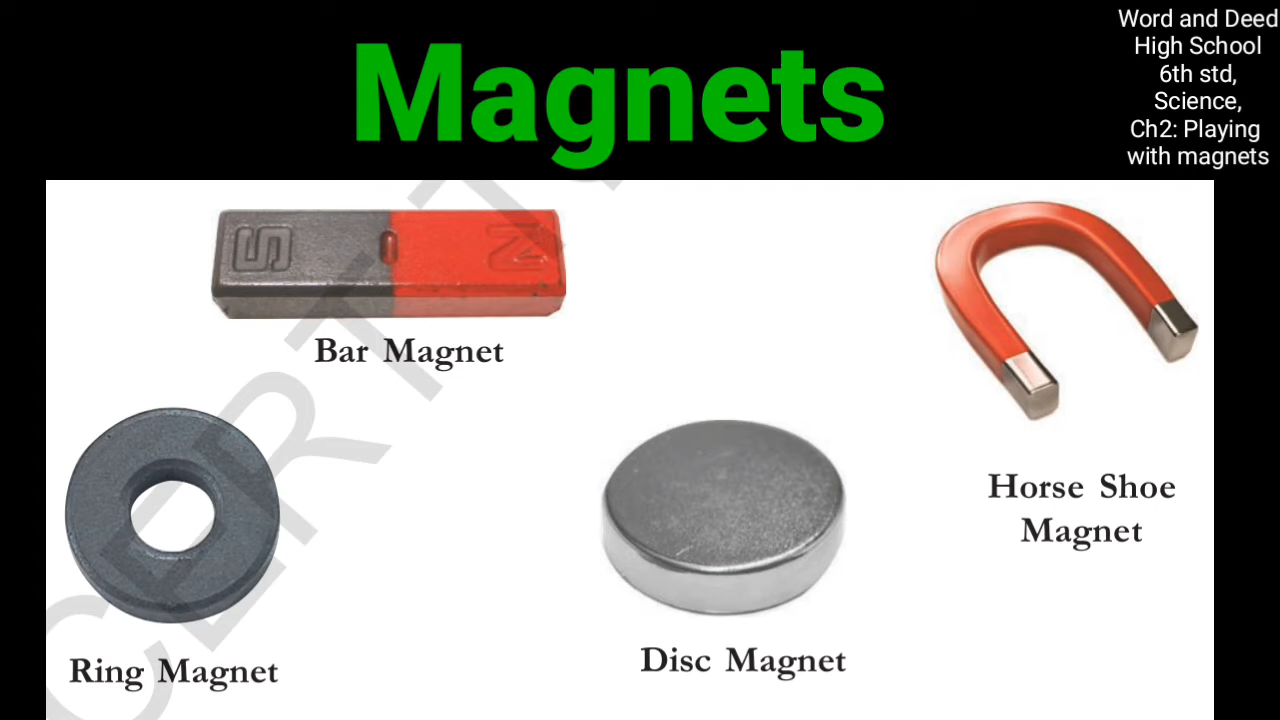 Magnets
Word and Deed
High School
6th std,
Science,
Ch2: Playing
with magnets
S
N
Bar Magnet
Horse Shoe
Magnet
Ring Magnet
Disc Magnet
CERT